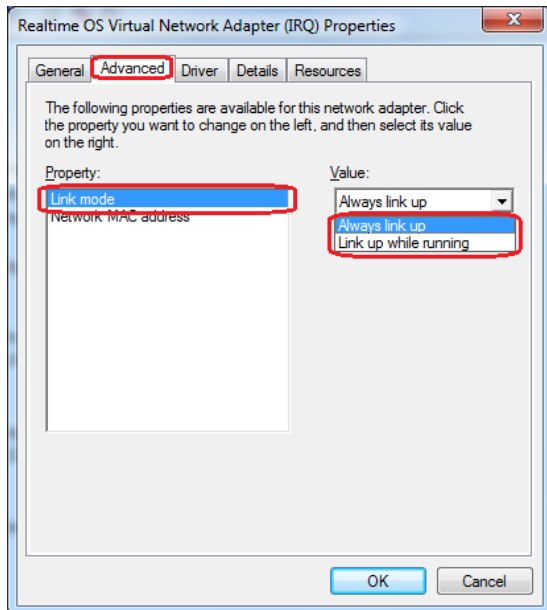 Realtime OS Virtual Network Adapter (IRQ) Properties
General Advanced Driver Details Resources
The following properties are available for this network adapter. Click
the property you want to change on the left, and then select its value
on the right.
Property:
Value:
Link mode
Network MAC address
Always link up
Always link up
Link up while running
OK Cancel